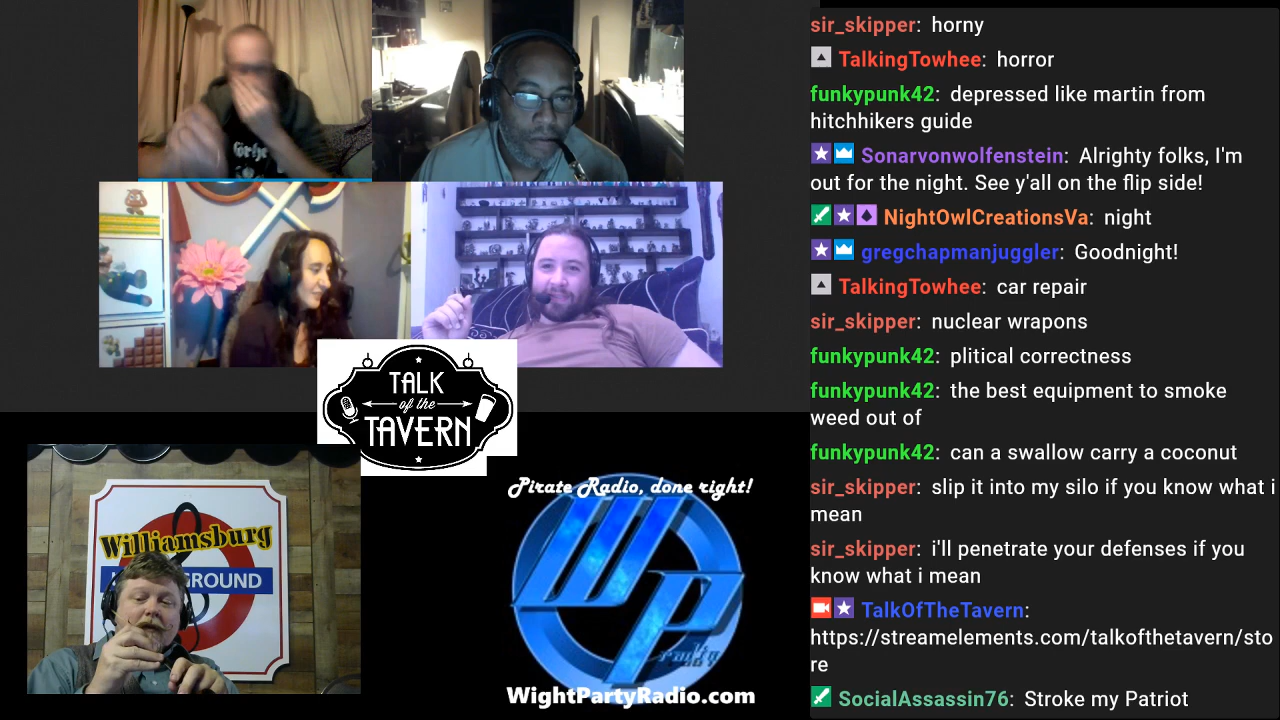 TALK
of the
TAVERN
Williamsburg
GROUND
Pirate Radio, done right!
WP
radio
WightPartyRadio.com
sir_skipper: horny
TalkingTowhee: horror
funkypunk42: depressed like martin from
hitchhikers guide
Sonarvonwolfenstein: Alrighty folks, I'm
out for the night. See y'all on the flip side!
NightOwlCreationsVa: night
gregchapmanjuggler: Goodnight!
TalkingTowhee: car repair
sir_skipper: nuclear wrapons
funkypunk42: plitical correctness
funkypunk42: the best equipment to smoke
weed out of
funkypunk42: can a swallow carry a coconut
sir_skipper: slip it into my silo if you know what i
mean
sir_skipper: i'll penetrate your defenses if you
know what i mean
TalkOfTheTavern:
https://streamelements.com/talkofthetavern/sto
re
SocialAssassin76: Stroke my Patriot